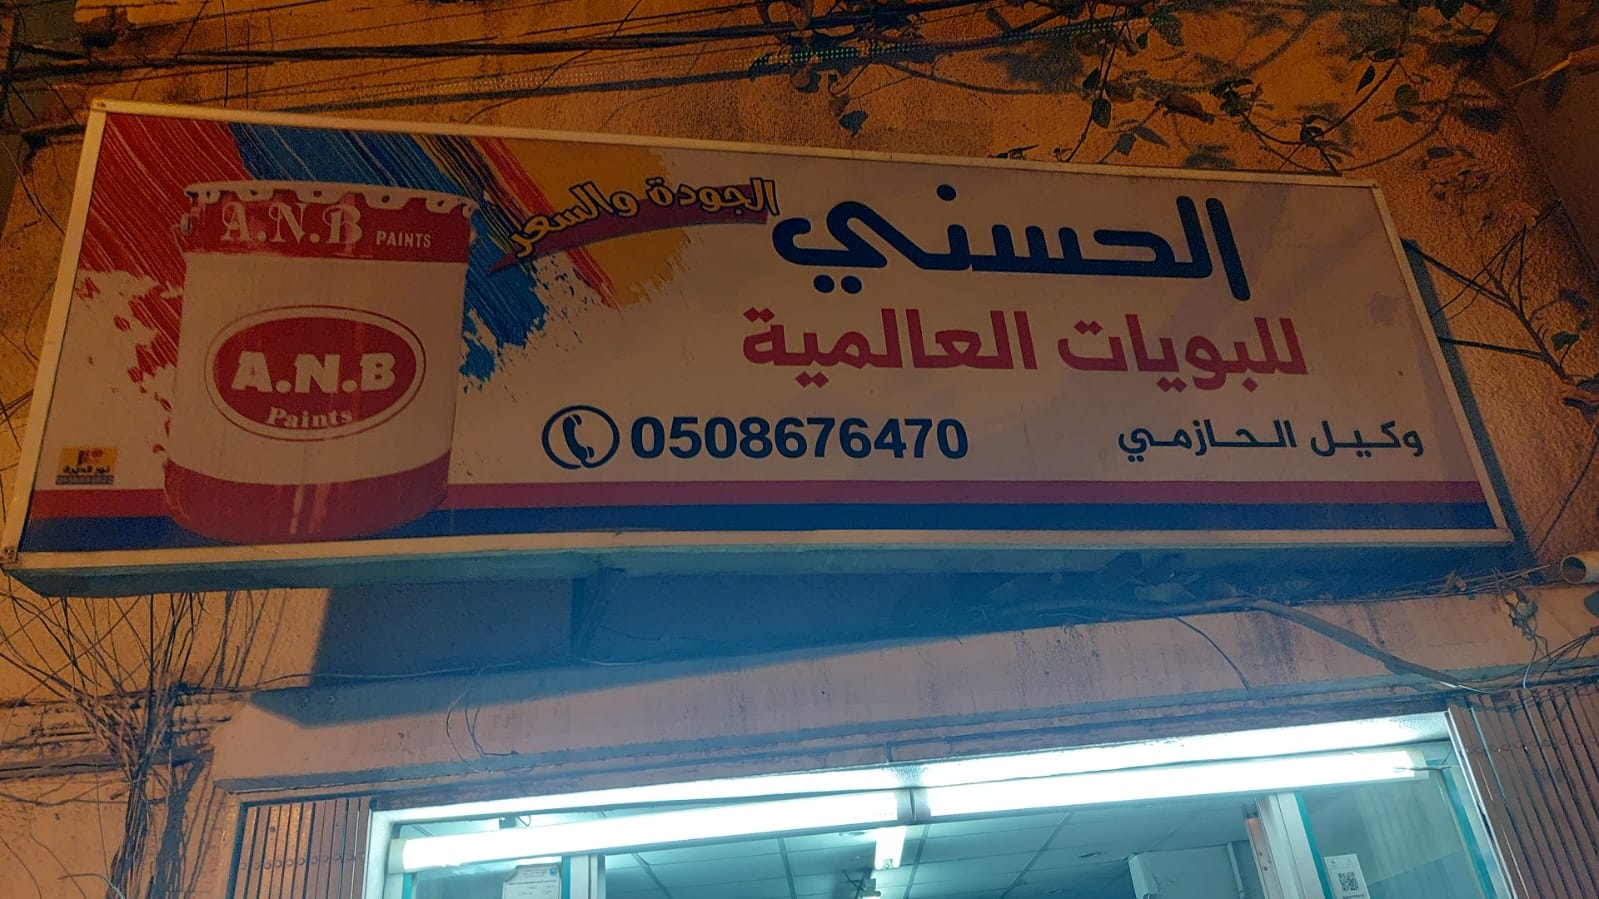 الحسني
الجودة والسعر
للبويات العالمية
وكيل الحازمي
0508676470
A.N.B PAINTS
A.N.B
Paints